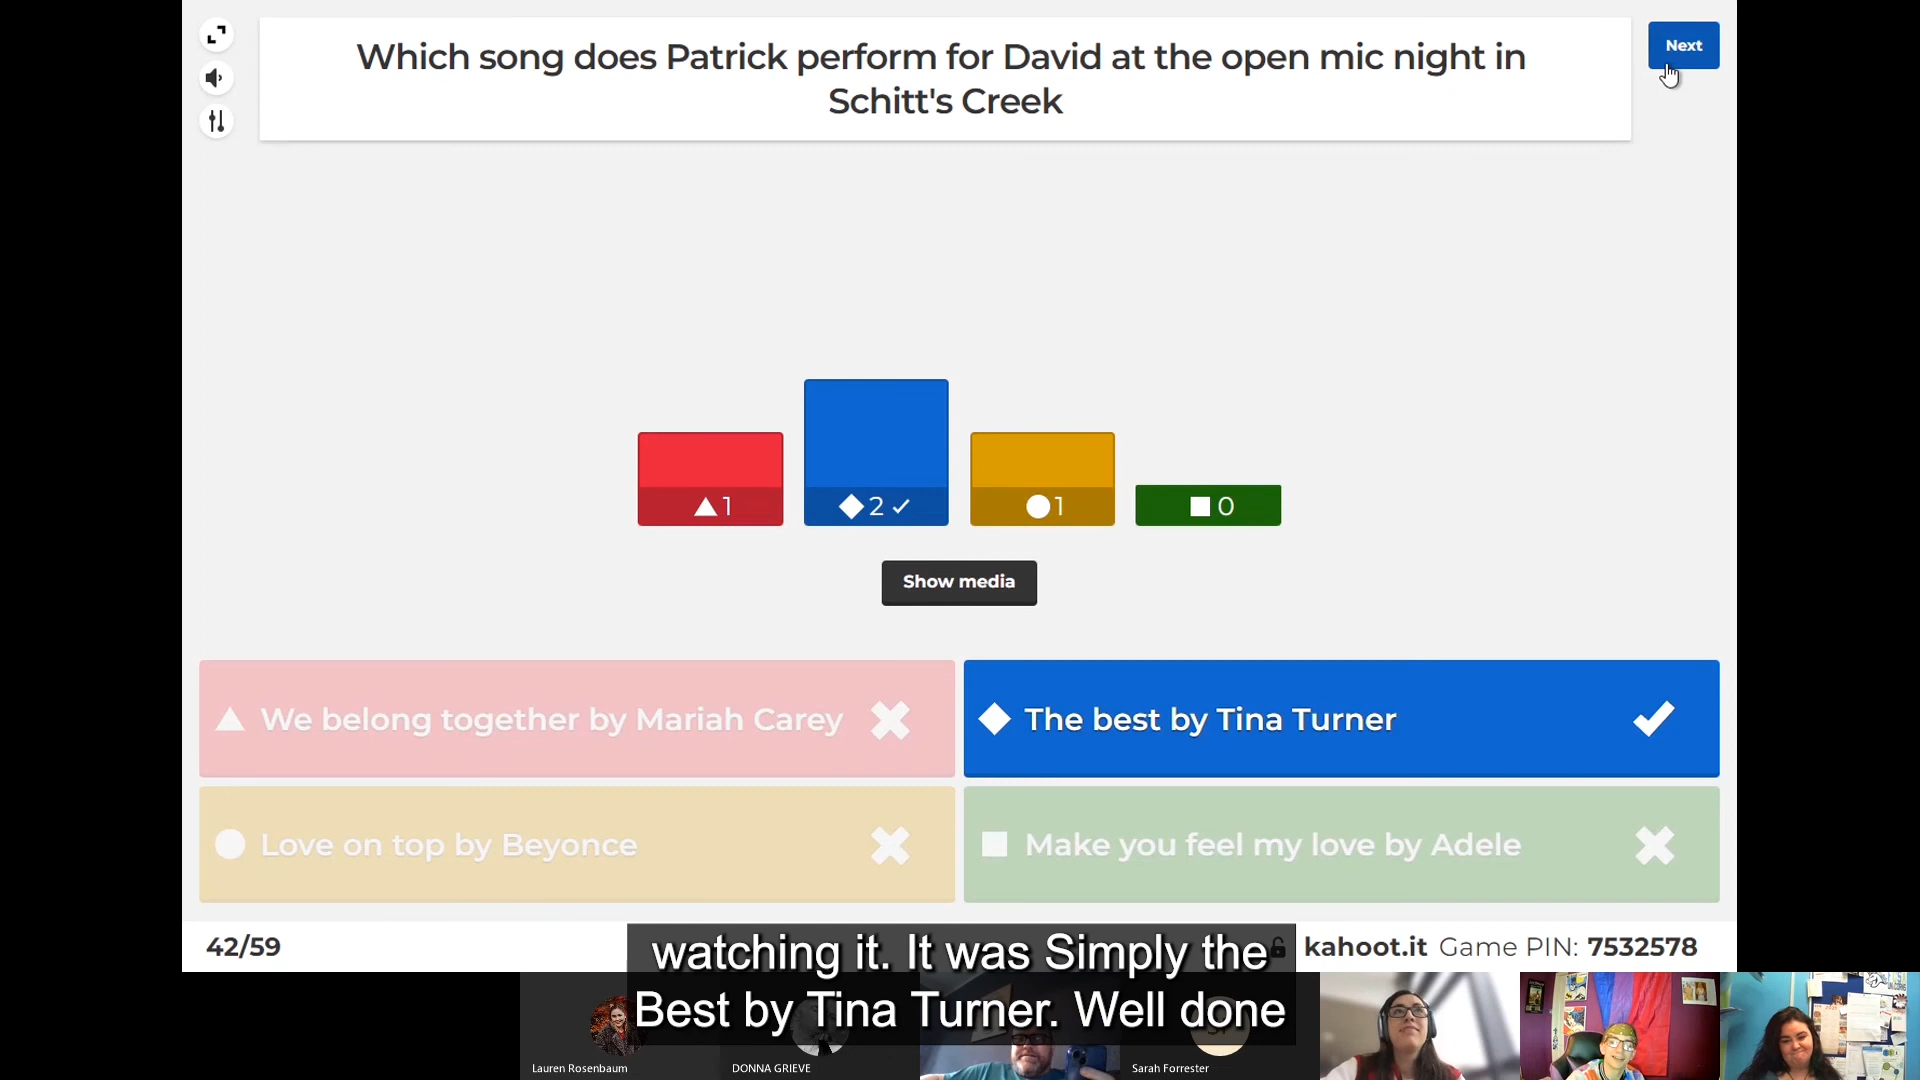 Which song does Patrick perform for David at the open mic night in
Schitt's Creek
Next
1
2
1
0
Show media
We belong together by Mariah Carey
The best by Tina Turner
Love on top by Beyonce
Make you feel my love by Adele
42/59
kahoot.it Game PIN: 7532578
watching it. It was Simply the
Best by Tina Turner. Well done
Lauren Rosenbaum
DONNA GRIEVE
Sarah Forrester